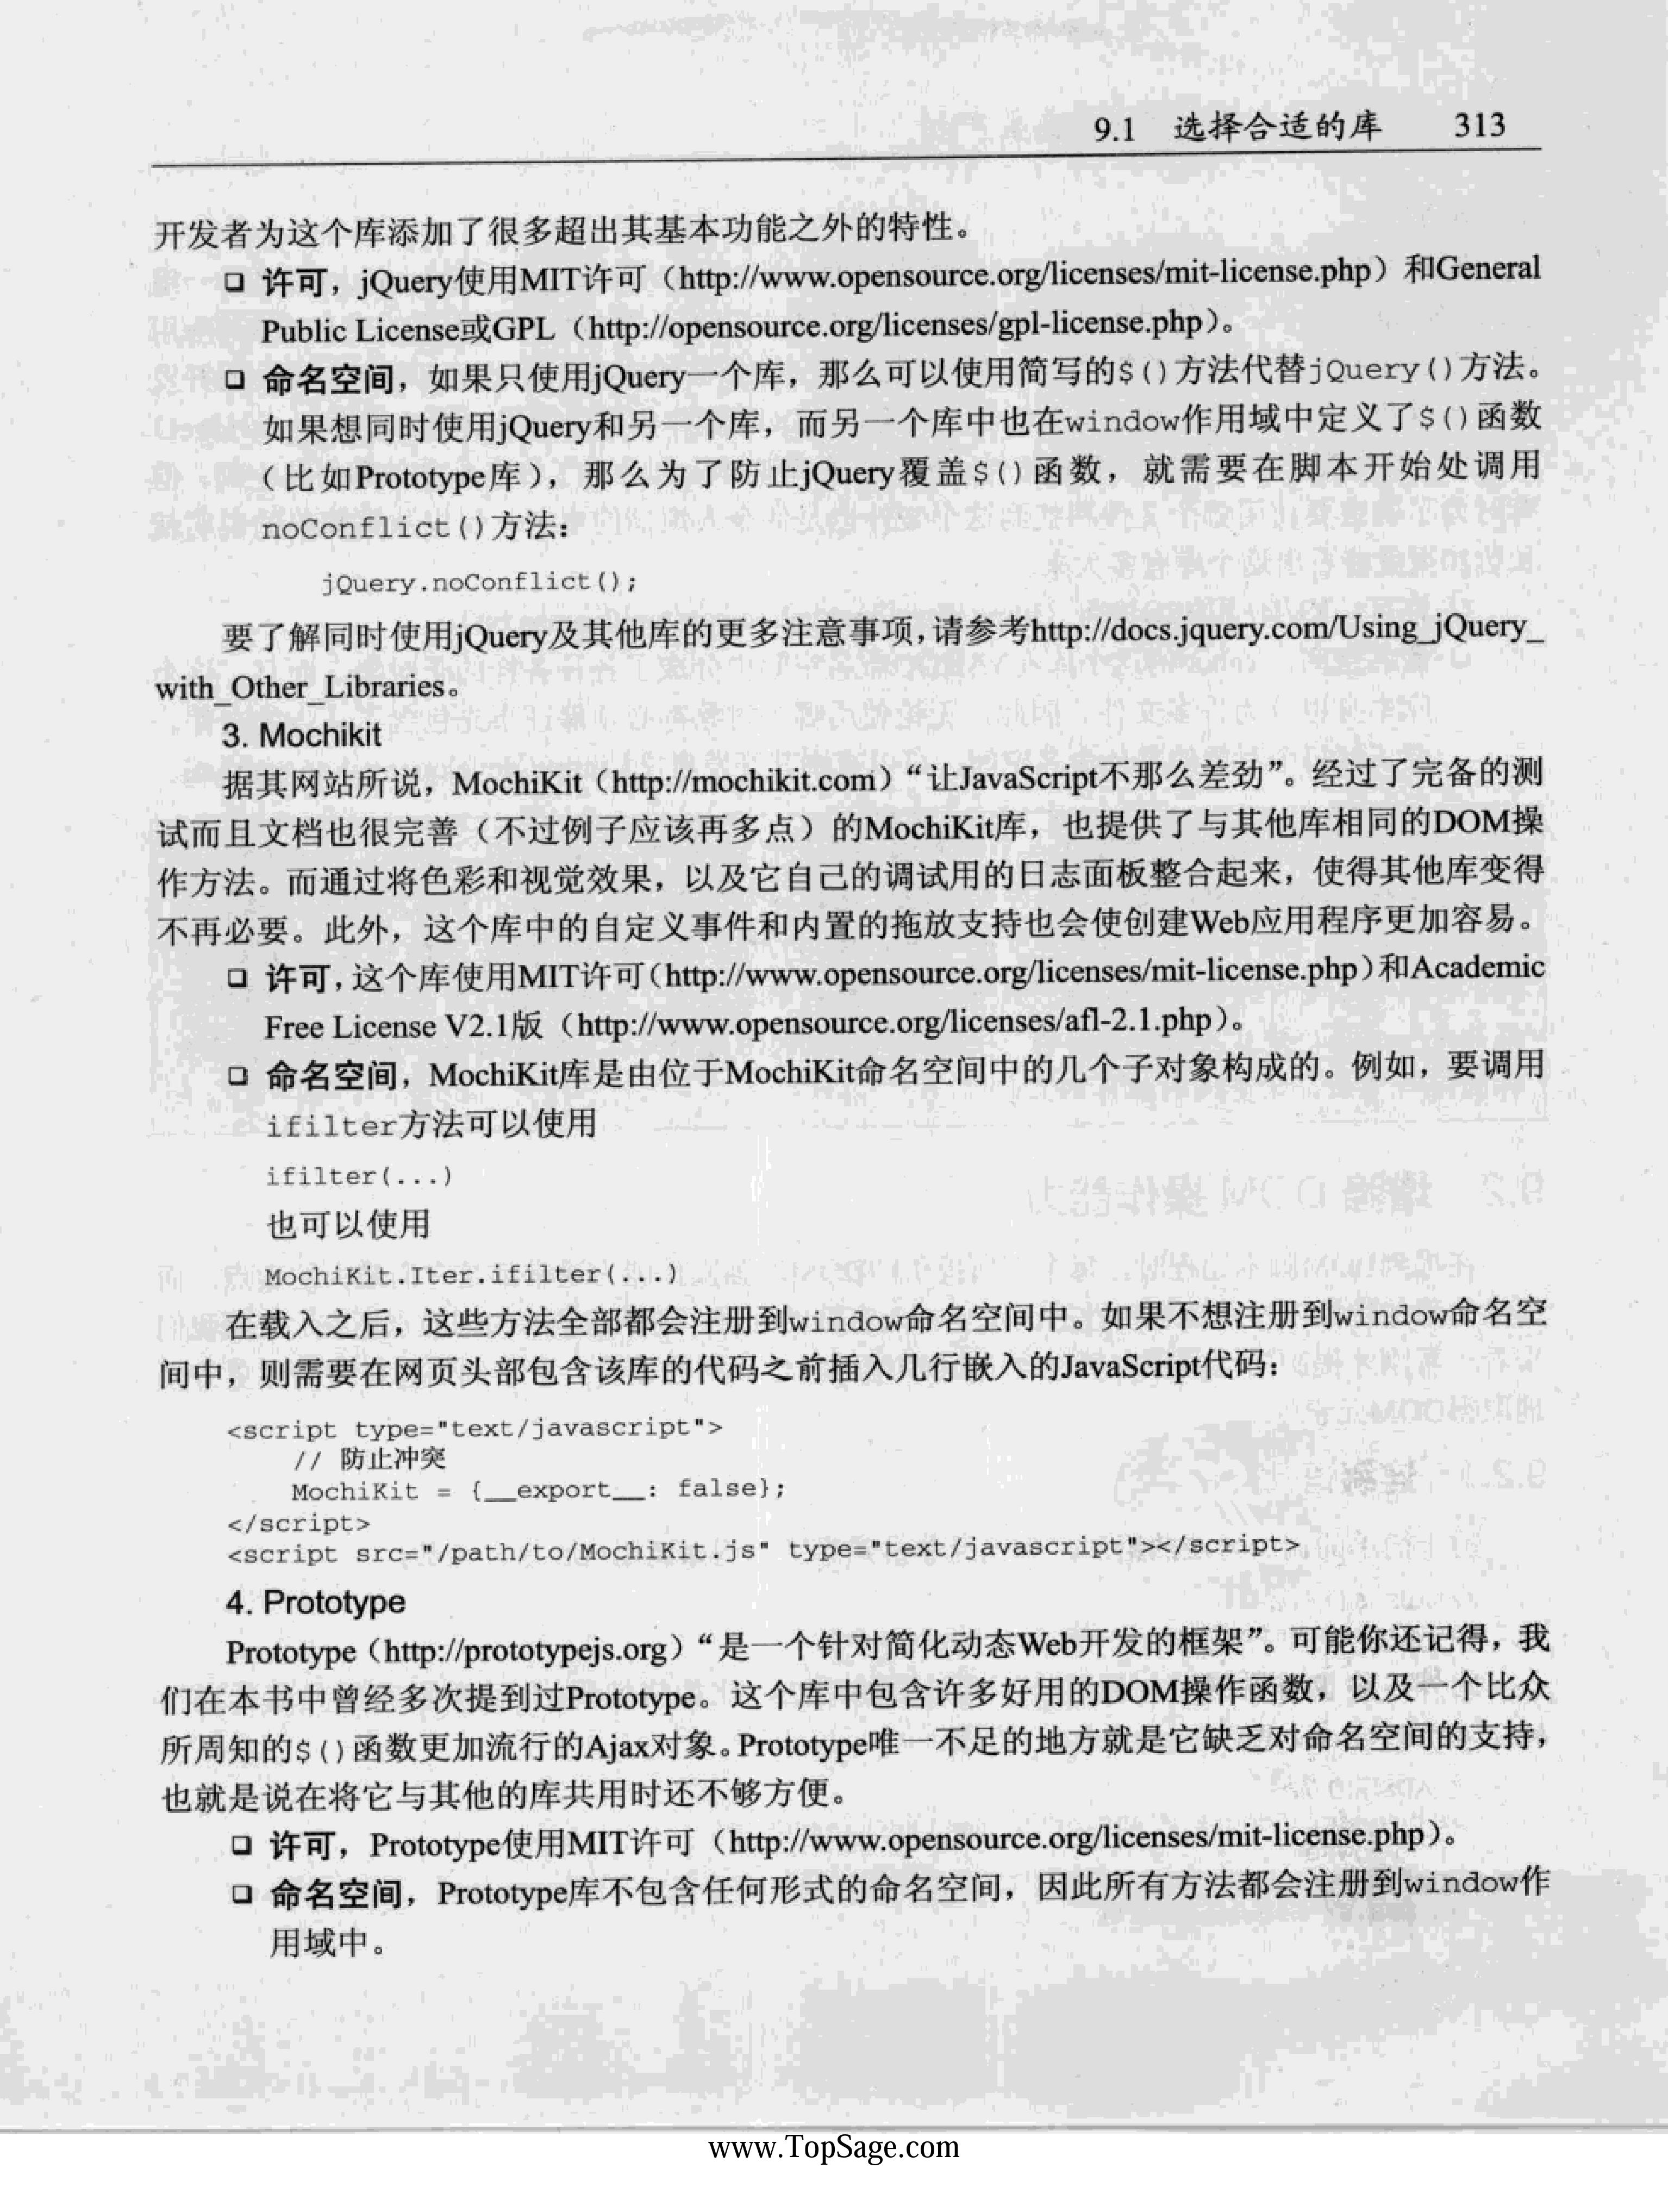 9.1 选择合适的库 313
开发者为这个库添加了很多超出其基本功能之外的特性。
❑ 许可，jQuery使用MIT许可（http://www.opensource.org/licenses/mit-license.php）和General
Public License或GPL（http://opensource.org/licenses/gpl-license.php）。
❑ 命名空间，如果只使用jQuery一个库，那么可以使用简写的$()方法代替jQuery()方法。
如果想同时使用jQuery和另一个库，而另一个库中也在window作用域中定义了$()函数
（比如Prototype库），那么为了防止jQuery覆盖$()函数，就需要在脚本开始处调用
noConflict()方法：
jQuery.noConflict();
要了解同时使用jQuery及其他库的更多注意事项，请参考http://docs.jquery.com/Using_jQuery_
with_Other_Libraries。
3. Mochikit
据其网站所说，MochiKit（http://mochikit.com）“让JavaScript不那么差劲”。经过了完备的测
试而且文档也很完善（不过例子应该再多点）的MochiKit库，也提供了与其他库相同的DOM操
作方法。而通过将色彩和视觉效果，以及它自己的调试用的日志面板整合起来，使得其他库变得
不再必要。此外，这个库中的自定义事件和内置的拖放支持也会使创建Web应用程序更加容易。
❑ 许可，这个库使用MIT许可（http://www.opensource.org/licenses/mit-license.php）和Academic
Free License V2.1版（http://www.opensource.org/licenses/afl-2.1.php）。
❑ 命名空间，MochiKit库是由位于MochiKit命名空间中的几个子对象构成的。例如，要调用
ifilter方法可以使用
ifilter(...)
也可以使用
MochiKit.Iter.ifilter(...)
在载入之后，这些方法全部都会注册到window命名空间中。如果不想注册到window命名空
间中，则需要在网页头部包含该库的代码之前插入几行嵌入的JavaScript代码：
<script type="text/javascript">
// 防止冲突
MochiKit = {__export__: false};
</script>
<script src="/path/to/MochiKit.js" type="text/javascript"></script>
4. Prototype
Prototype（http://prototypejs.org）“是一个针对简化动态Web开发的框架”。可能你还记得，我
们在本书中曾经多次提到过Prototype。这个库中包含许多好用的DOM操作函数，以及一个比众
所周知的$()函数更加流行的Ajax对象。Prototype唯一不足的地方就是它缺乏对命名空间的支持，
也就是说在将它与其他的库共用时还不够方便。
❑ 许可，Prototype使用MIT许可（http://www.opensource.org/licenses/mit-license.php）。
❑ 命名空间，Prototype库不包含任何形式的命名空间，因此所有方法都会注册到window作
用域中。
www.TopSage.com